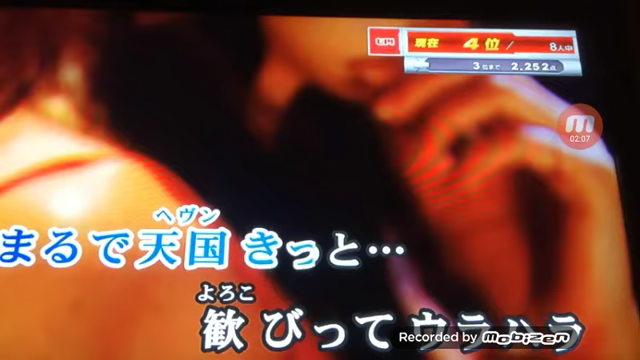 現在 4位/ 8人中
3位まで 2,252点
02:07
ヘヴン
まるで天国 きっと…
よろこ
歓びって ウラハラ
Recorded by MOBIZEN